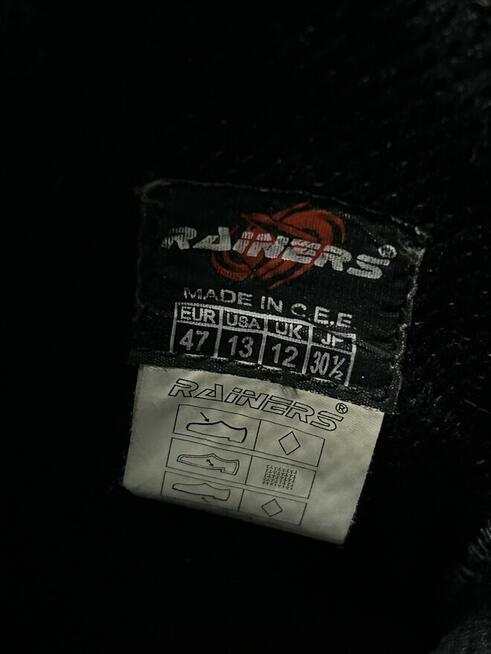 RAINERS®
MADE IN C.E.E
EUR USA UK JP
47 13 12 30½
RAINERS®